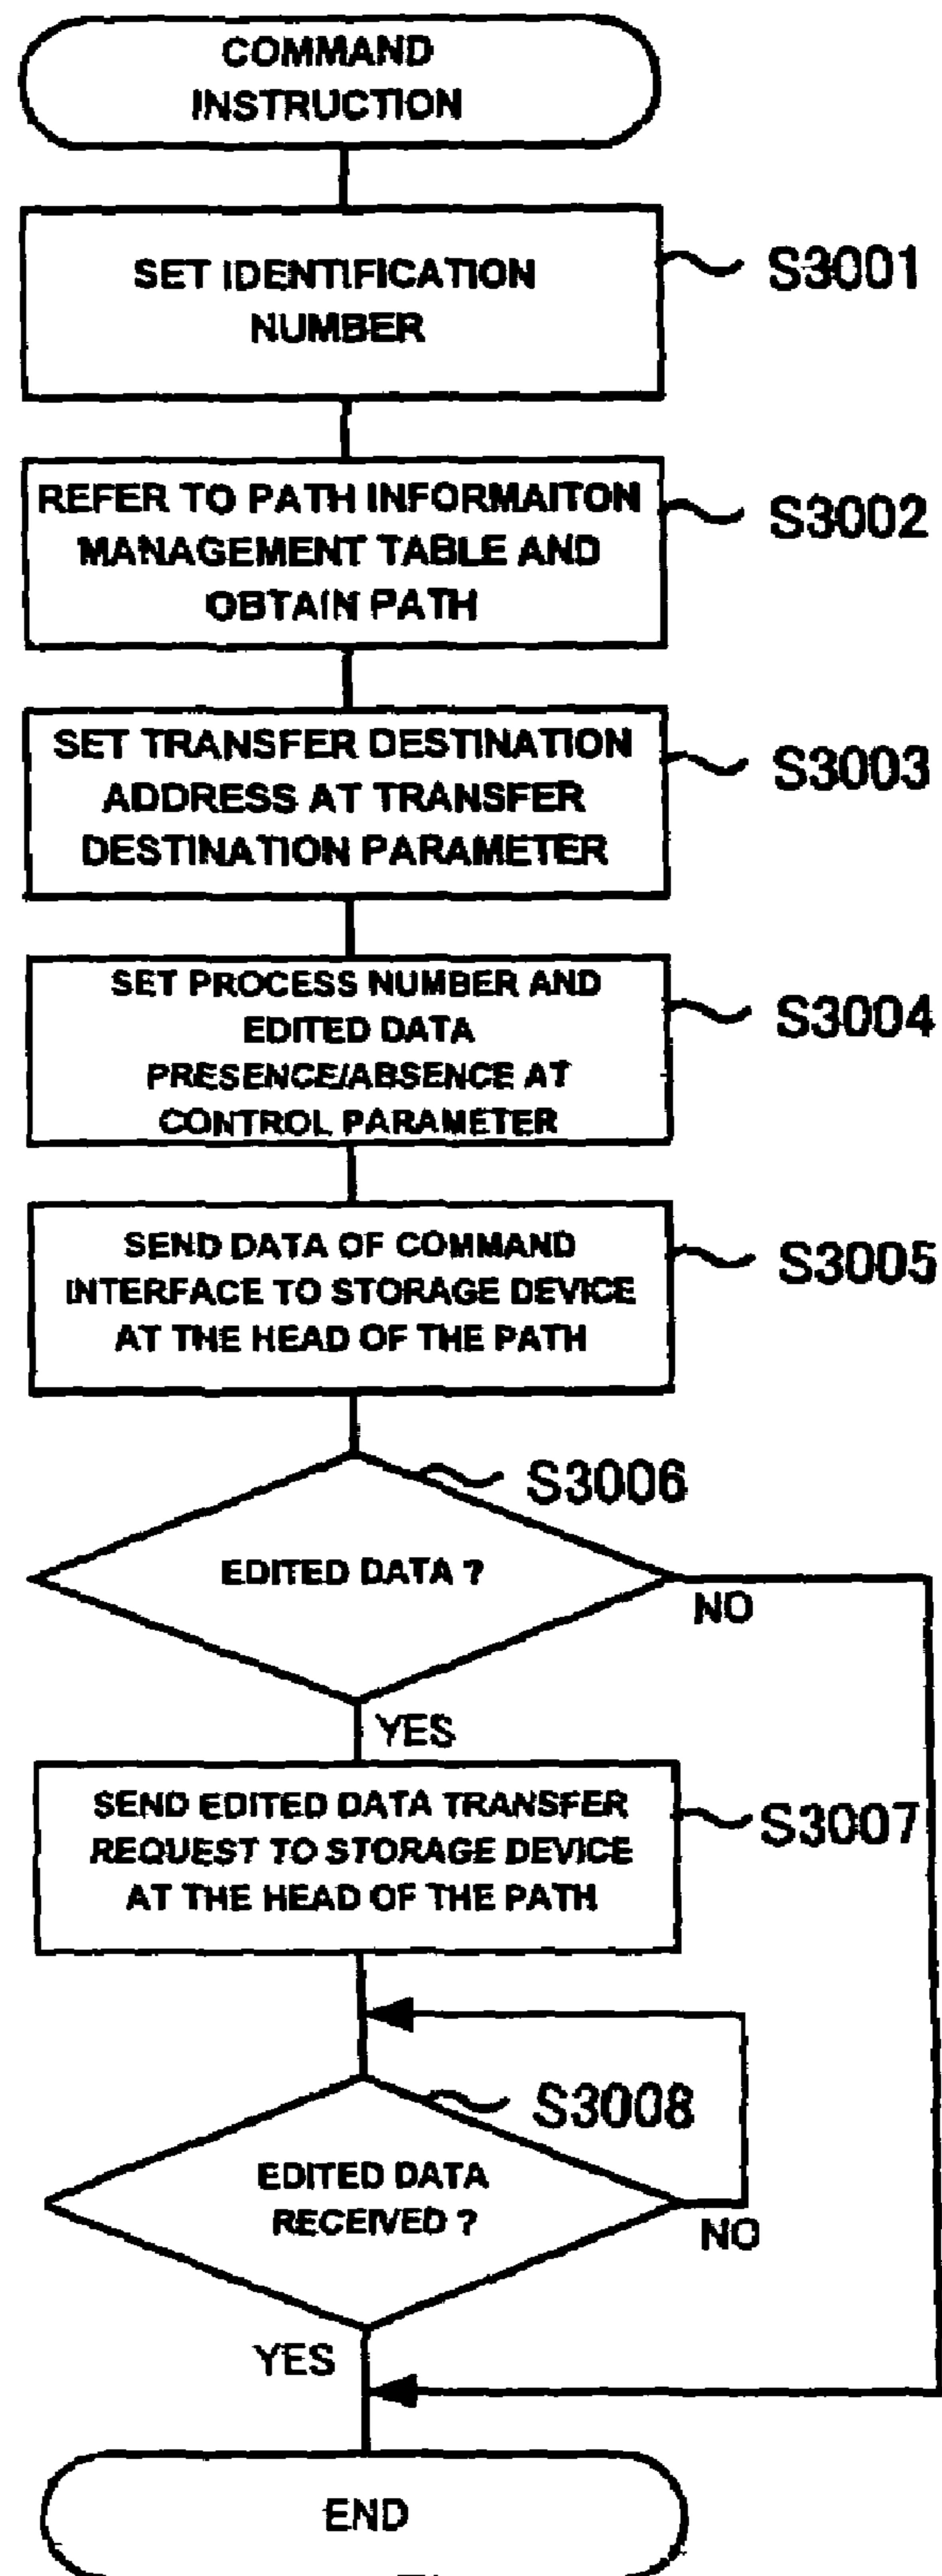 COMMAND
INSTRUCTION
SET IDENTIFICATION
NUMBER
S3001
REFER TO PATH INFORMAITON
MANAGEMENT TABLE AND
OBTAIN PATH
S3002
SET TRANSFER DESTINATION
ADDRESS AT TRANSFER
DESTINATION PARAMETER
S3003
SET PROCESS NUMBER AND
EDITED DATA
PRESENCE/ABSENCE AT
CONTROL PARAMETER
S3004
SEND DATA OF COMMAND
INTERFACE TO STORAGE DEVICE
AT THE HEAD OF THE PATH
S3005
S3006
EDITED DATA ?
NO
YES
SEND EDITED DATA TRANSFER
REQUEST TO STORAGE DEVICE
AT THE HEAD OF THE PATH
S3007
S3008
EDITED DATA
RECEIVED ?
NO
YES
END